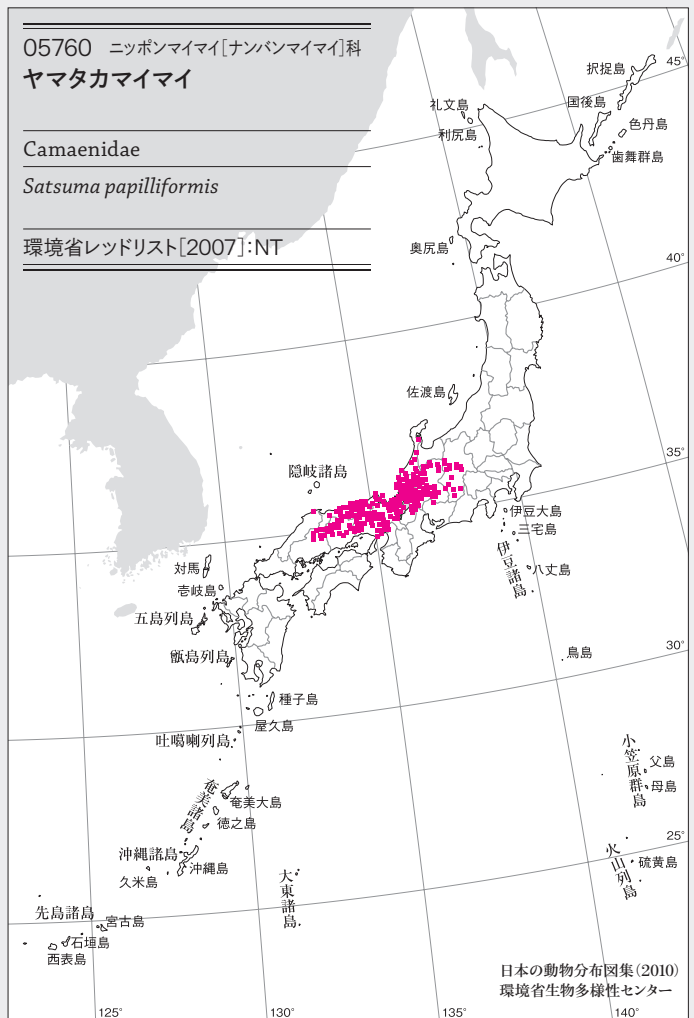 05760 ニッポンマイマイ[ナンバンマイマイ]科
ヤマタカマイマイ
Camaenidae
Satsuma papilliformis
環境省レッドリスト[2007]:NT
45°
択捉島
国後島
礼文島
色丹島
利尻島
歯舞群島
奥尻島
40°
佐渡島
35°
隠岐諸島
伊豆大島
三宅島
伊豆諸島
八丈島
対馬
壱岐島
五島列島
甑島列島
鳥島
30°
種子島
屋久島
吐噶喇列島
小笠原群島
父島
母島
奄美諸島
奄美大島
徳之島
25°
沖縄諸島
沖縄島
久米島
大東諸島
火山列島
硫黄島
先島諸島
宮古島
石垣島
西表島
日本の動物分布図集(2010)
環境省生物多様性センター
125°
130°
135°
140°